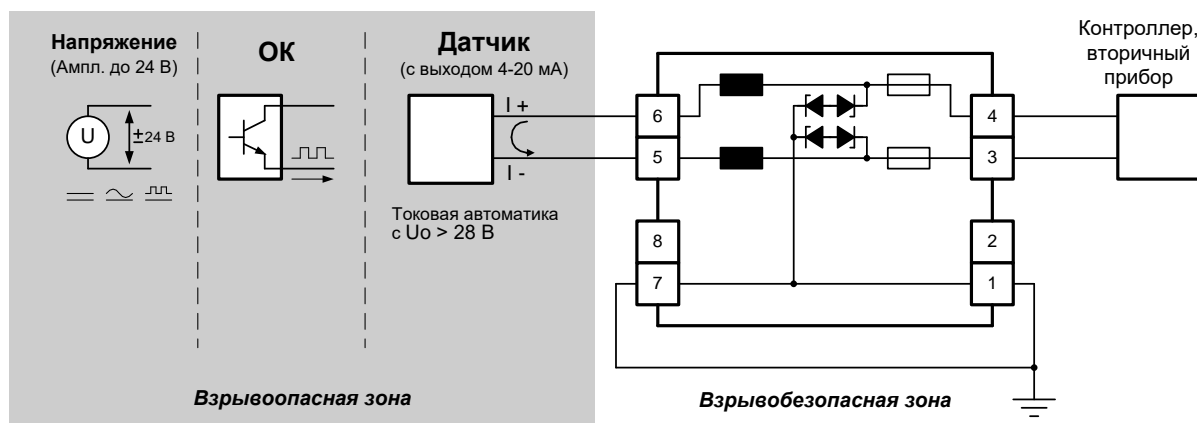 Напряжение
(Ампл. до 24 В)
U
±24 В
ОК
Датчик
(с выходом 4-20 мА)
I +
I -
Токовая автоматика
с Uo > 28 В
6
5
8
7
4
3
2
1
Контроллер,
вторичный
прибор
Взрывоопасная зона
Взрывобезопасная зона